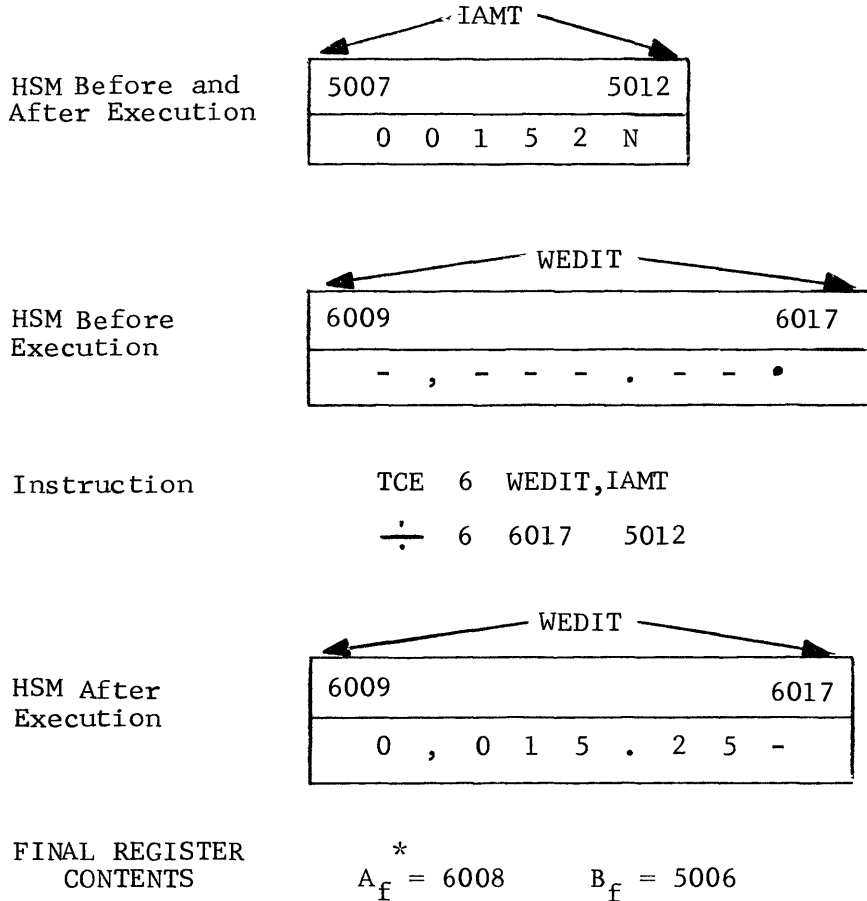 IAMT
HSM Before and
After Execution
5007 5012
0 0 1 5 2 N
WEDIT
HSM Before
Execution
6009 6017
- , - - - . - - •
Instruction
TCE 6 WEDIT,IAMT
÷ 6 6017 5012
WEDIT
HSM After
Execution
6009 6017
0 , 0 1 5 . 2 5 -
FINAL REGISTER
CONTENTS
*
A_f = 6008 B_f = 5006